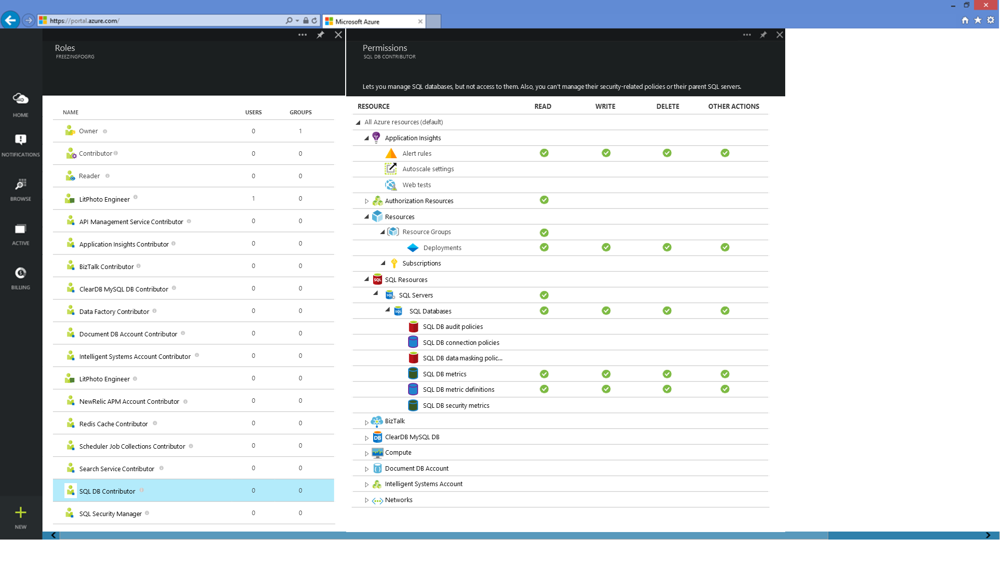 https://portal.azure.com/
Microsoft Azure
Roles
FREEZINGFOGRG
Permissions
SQL DB CONTRIBUTOR
Lets you manage SQL databases, but not access to them. Also, you can't manage their security-related policies or their parent SQL servers.
HOME
NOTIFICATIONS
BROWSE
ACTIVE
BILLING
NEW
NAME USERS GROUPS
Owner 0 1
Contributor 0 0
Reader 0 0
LitPhoto Engineer 1 0
API Management Service Contributor 0 0
Application Insights Contributor 0 0
BizTalk Contributor 0 0
ClearDB MySQL DB Contributor 0 0
Data Factory Contributor 0 0
Document DB Account Contributor 0 0
Intelligent Systems Account Contributor 0 0
LitPhoto Engineer 0 0
NewRelic APM Account Contributor 0 0
Redis Cache Contributor 0 0
Scheduler Job Collections Contributor 0 0
Search Service Contributor 0 0
SQL DB Contributor 0 0
SQL Security Manager 0 0
RESOURCE READ WRITE DELETE OTHER ACTIONS
All Azure resources (default)
Application Insights
Alert rules
Autoscale settings
Web tests
Authorization Resources
Resources
Resource Groups
Deployments
Subscriptions
SQL SQL Resources
SQL SQL Servers
SQL SQL Databases
SQL DB audit policies
SQL DB connection policies
SQL DB data masking polic...
SQL DB metrics
SQL DB metric definitions
SQL DB security metrics
BizTalk
DB ClearDB MySQL DB
Compute
Document DB Account
Intelligent Systems Account
Networks